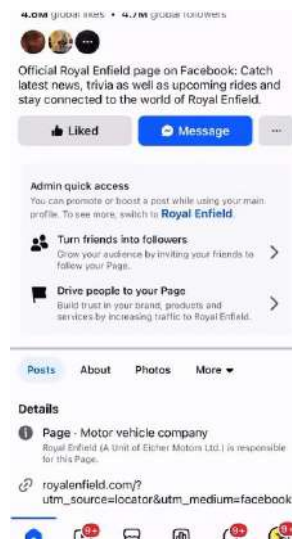 4.6M global likes • 4.7M global followers
Official Royal Enfield page on Facebook: Catch
latest news, trivia as well as upcoming rides and
stay connected to the world of Royal Enfield.
Liked
Message
Admin quick access
You can promote or boost a post while using your main
profile. To see more, switch to Royal Enfield.
Turn friends into followers
Grow your audience by inviting your friends to
follow your Page.
Drive people to your Page
Build trust in your brand, products and
services by increasing traffic to Royal Enfield.
Posts About Photos More
Details
Page · Motor vehicle company
Royal Enfield (A Unit of Eicher Motors Ltd.) is responsible
for this Page.
royalenfield.com/?
utm_source=locator&utm_medium=facebook
9+ 9+ 9+